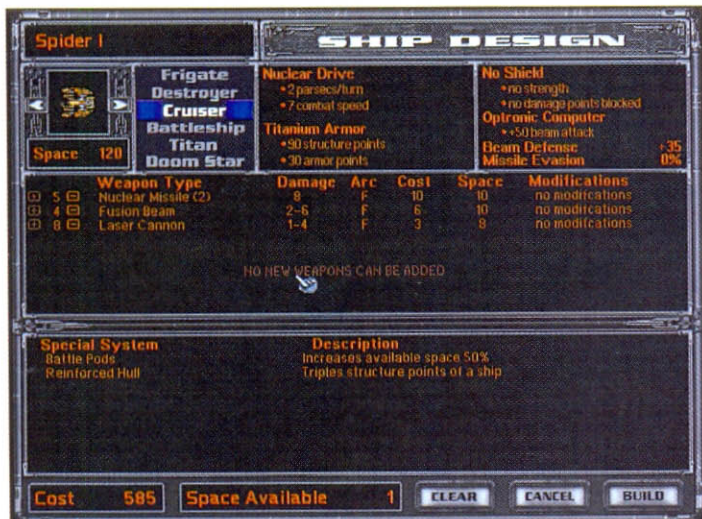 Spider I
SHIP DESIGN
Frigate
Destroyer
Cruiser
Battleship
Titan
Doom Star
Space 120
Nuclear Drive
•2 parsecs/turn
•7 combat speed
Titanium Armor
•90 structure points
•30 armor points
No Shield
•no strength
•no damage points blocked
Optronic Computer
•+50 beam attack
Beam Defense +35
Missile Evasion 0%
Weapon Type Damage Arc Cost Space Modifications
+ 5 - Nuclear Missile (2) 8 F 10 10 no modifcations
+ 4 - Fusion Beam 2-6 F 6 10 no modifcations
+ 8 - Laser Cannon 1-4 F 3 8 no modifcations
NO NEW WEAPONS CAN BE ADDED
Special System Description
Battle Pods Increases available space 50%
Reinforced Hull Triples structure points of a ship
Cost 585 Space Available 1 CLEAR CANCEL BUILD